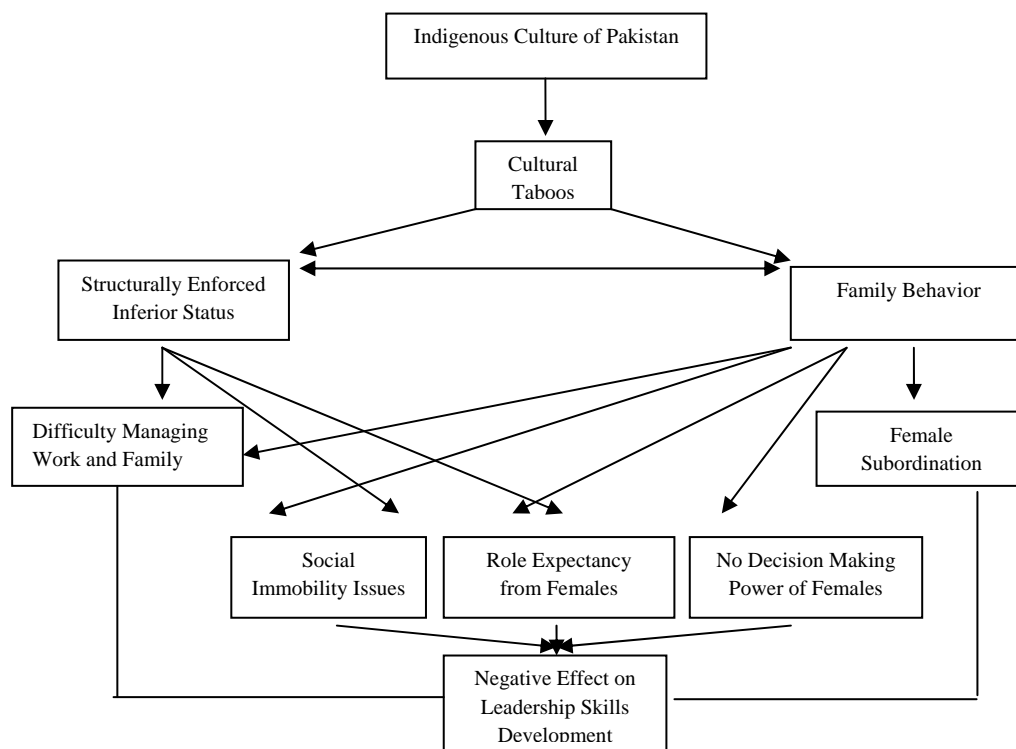 Indigenous Culture of Pakistan
Cultural
Taboos
Structurally Enforced
Inferior Status
Family Behavior
Difficulty Managing
Work and Family
Female
Subordination
Social
Immobility Issues
Role Expectancy
from Females
No Decision Making
Power of Females
Negative Effect on
Leadership Skills
Development